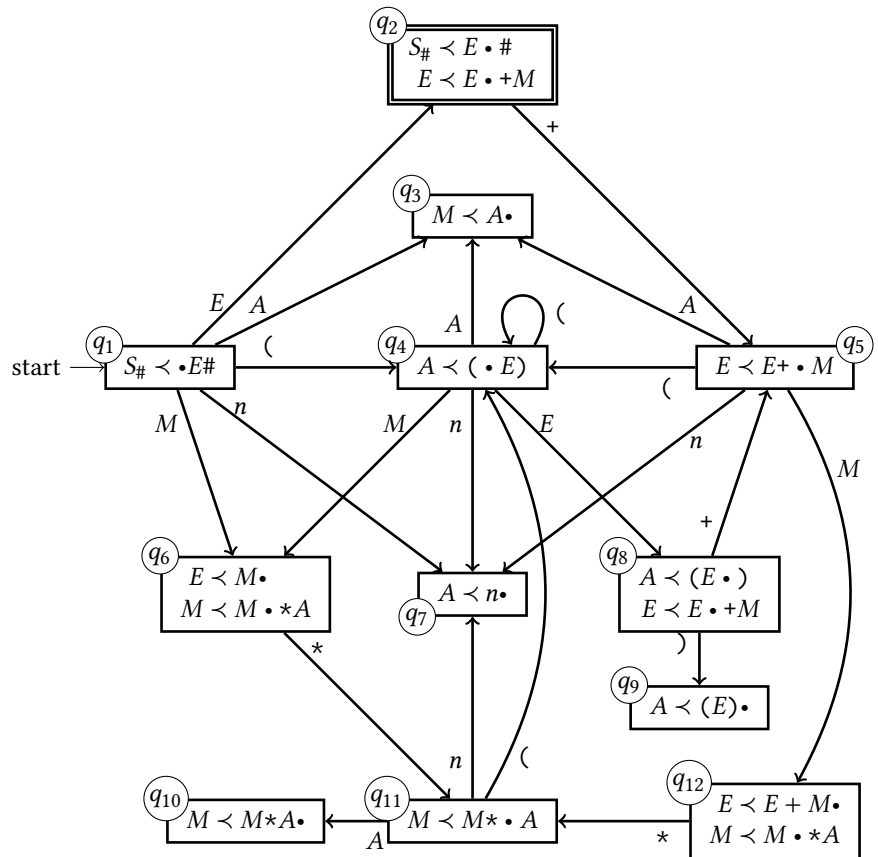 q2
S# ≺ E • #
E ≺ E • +M
+
q3
M ≺ A•
E
A
A
(
A
q1
q4
q5
start
S# ≺ •E#
(
A ≺ ( • E)
(
E ≺ E+ • M
M
n
M
n
E
n
M
q6
E ≺ M•
M ≺ M • *A
q7
A ≺ n•
+
q8
A ≺ (E • )
E ≺ E • +M
*
)
q9
A ≺ (E)•
n
(
q10
M ≺ M*A•
A
q11
M ≺ M* • A
*
q12
E ≺ E + M•
M ≺ M • *A